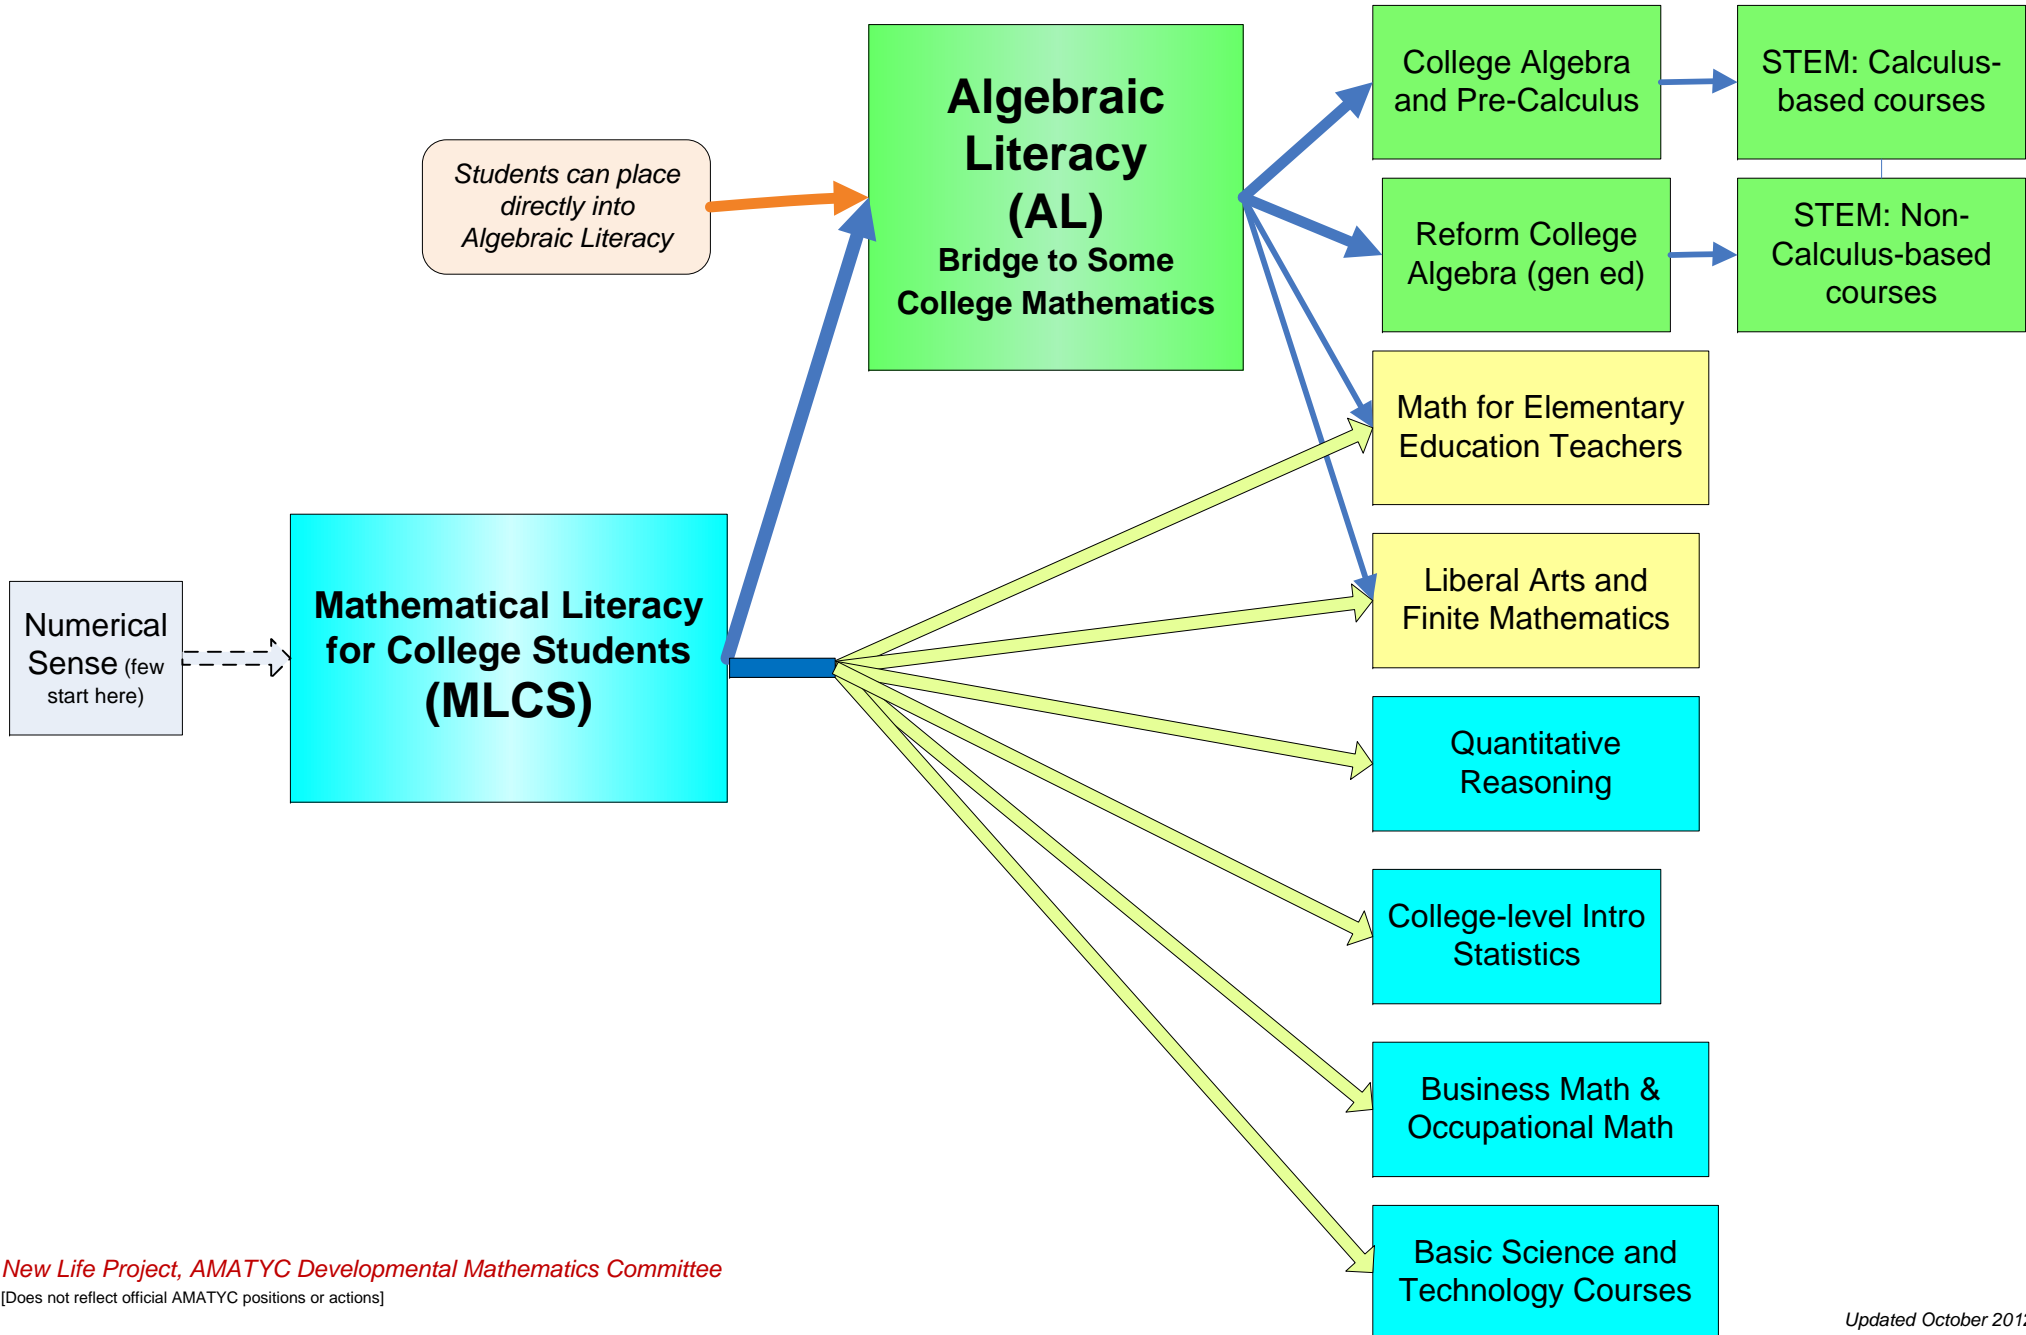 Algebraic
Literacy
(AL)
Bridge to Some
College Mathematics
College Algebra
and Pre-Calculus
STEM: Calculus-
based courses
Students can place
directly into
Algebraic Literacy
Reform College
Algebra (gen ed)
STEM: Non-
Calculus-based
courses
Math for Elementary
Education Teachers
Numerical
Sense (few
start here)
Mathematical Literacy
for College Students
(MLCS)
Liberal Arts and
Finite Mathematics
Quantitative
Reasoning
College-level Intro
Statistics
Business Math &
Occupational Math
Basic Science and
Technology Courses
New Life Project, AMATYC Developmental Mathematics Committee
[Does not reflect official AMATYC positions or actions]
Updated October 2012